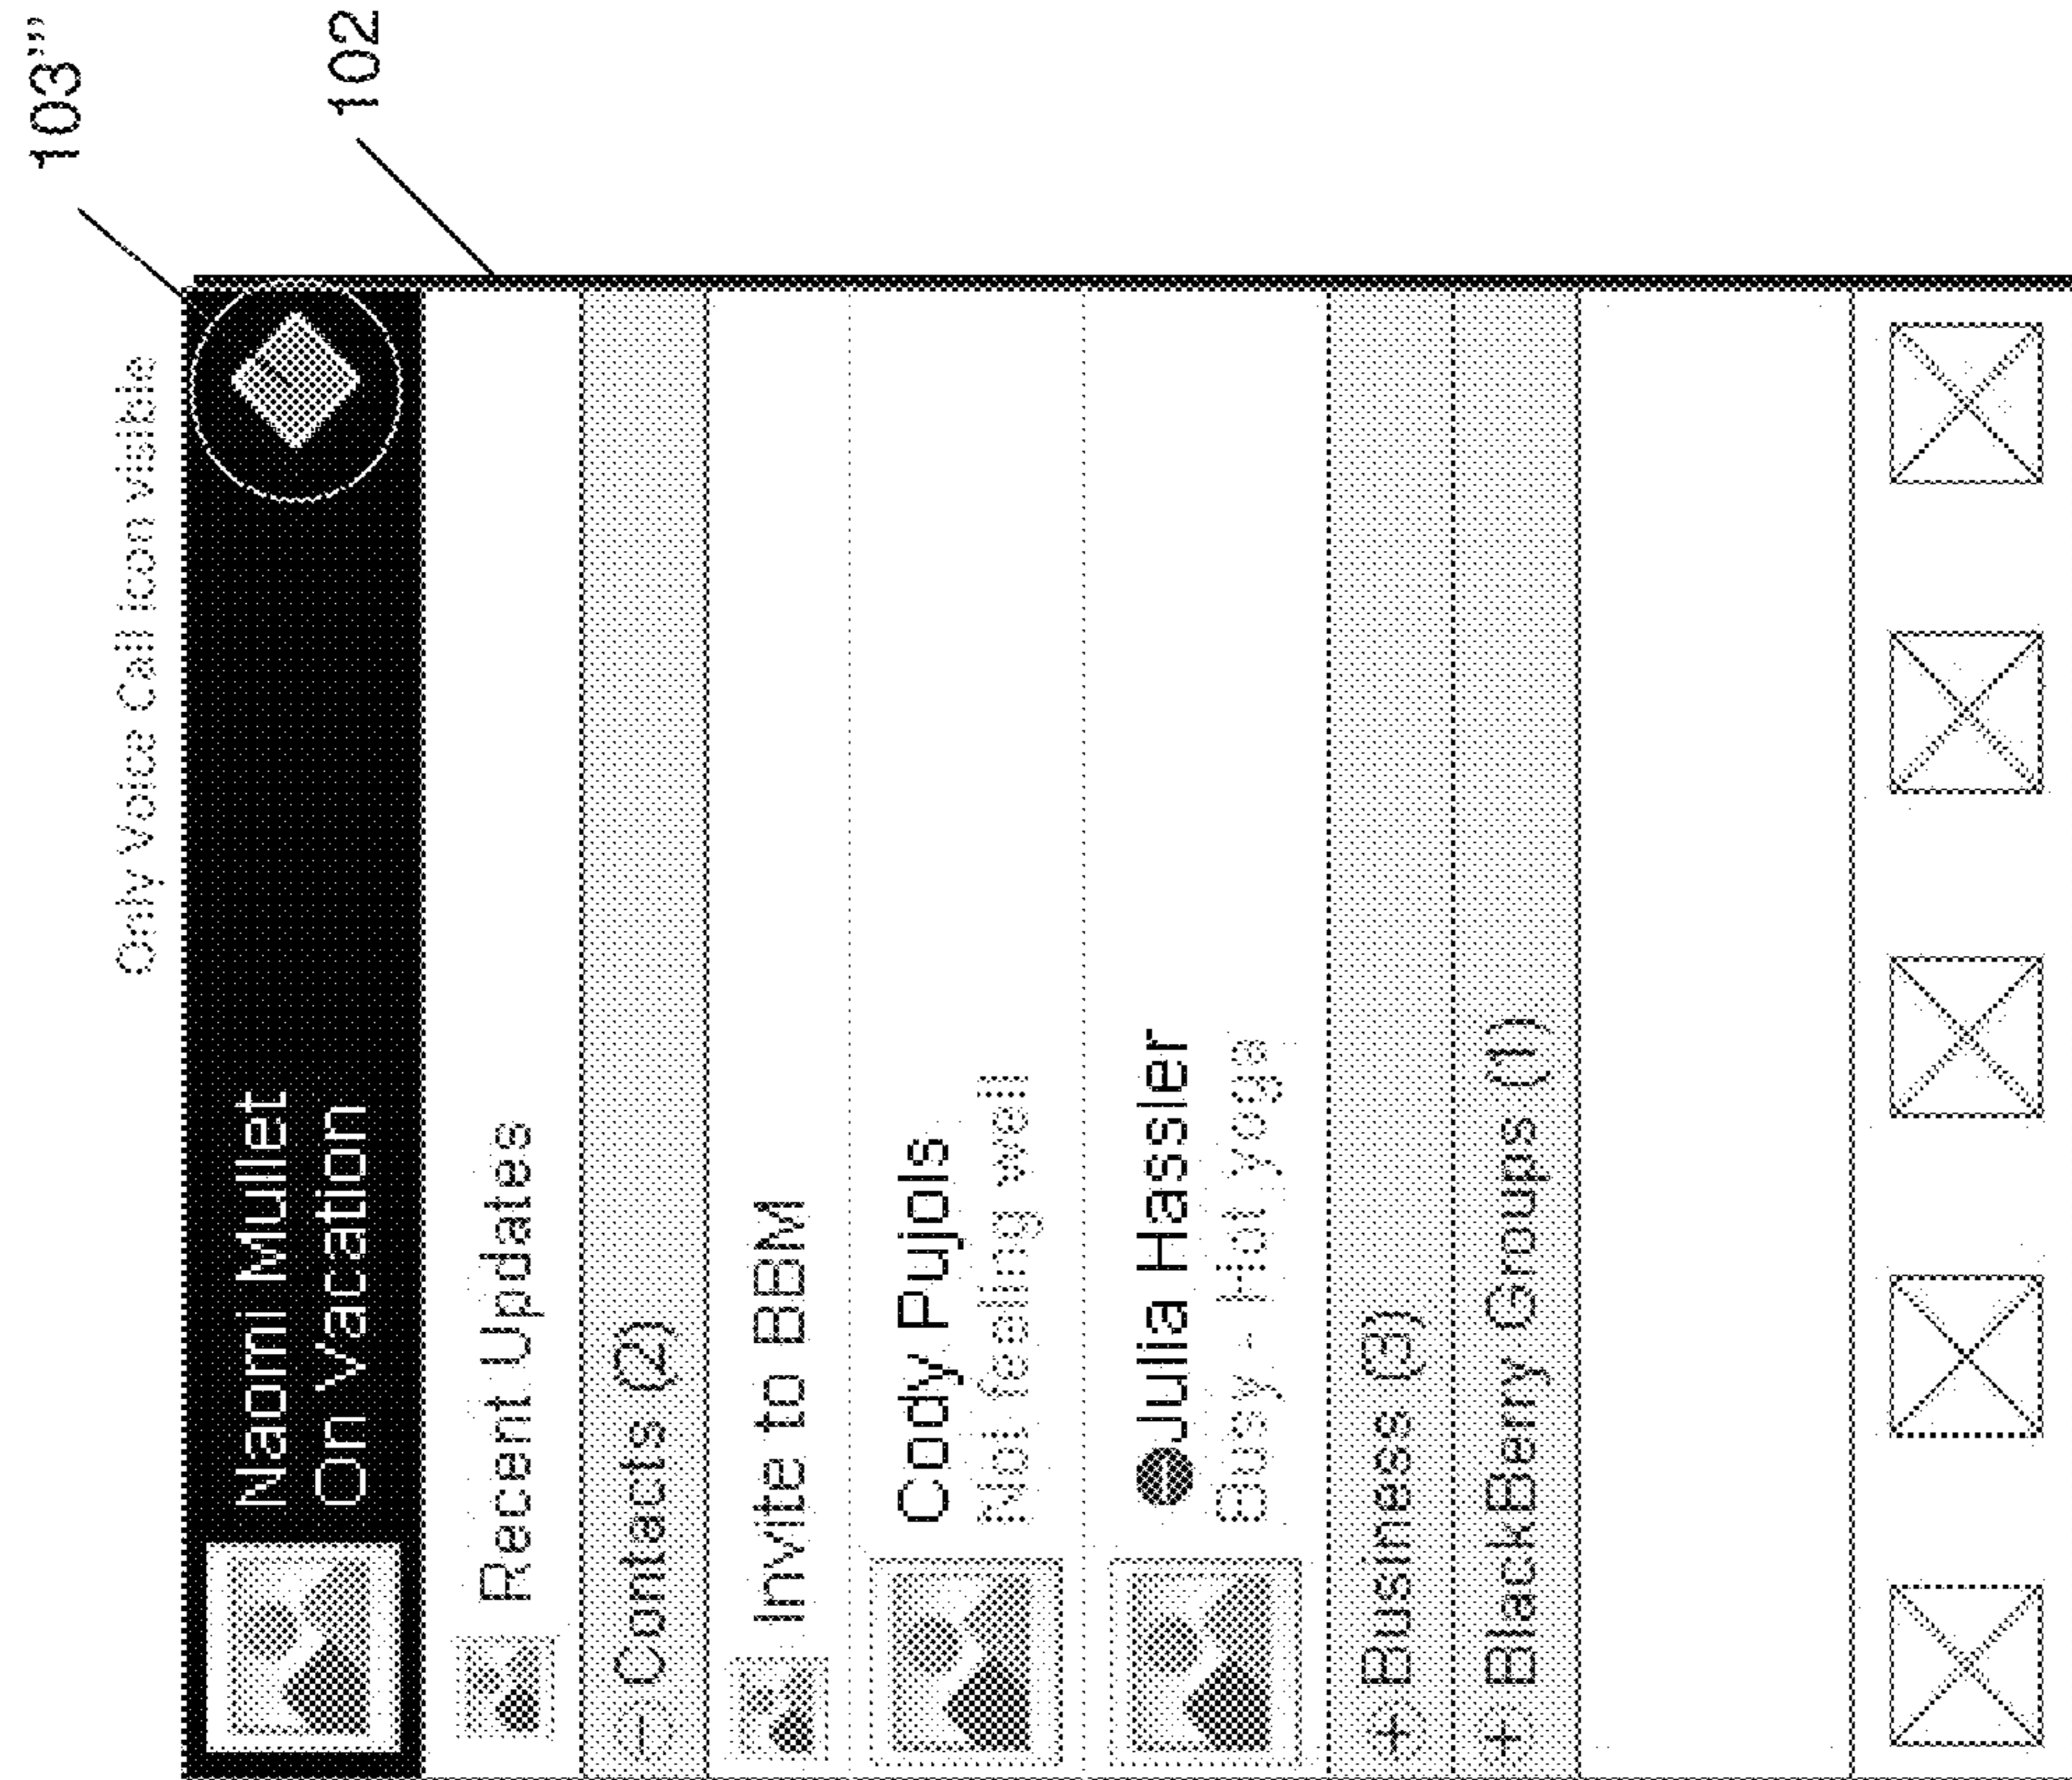 103'''
102
Only Voice Call icon visible
Naomi Mullet
On Vacation
Recent Updates
- Contacts (2)
Invite to BBM
Cody Pujols
Not feeling well
Julia Hassler
Busy - Hot yoga
+ Business (3)
+ BlackBerry Groups (1)